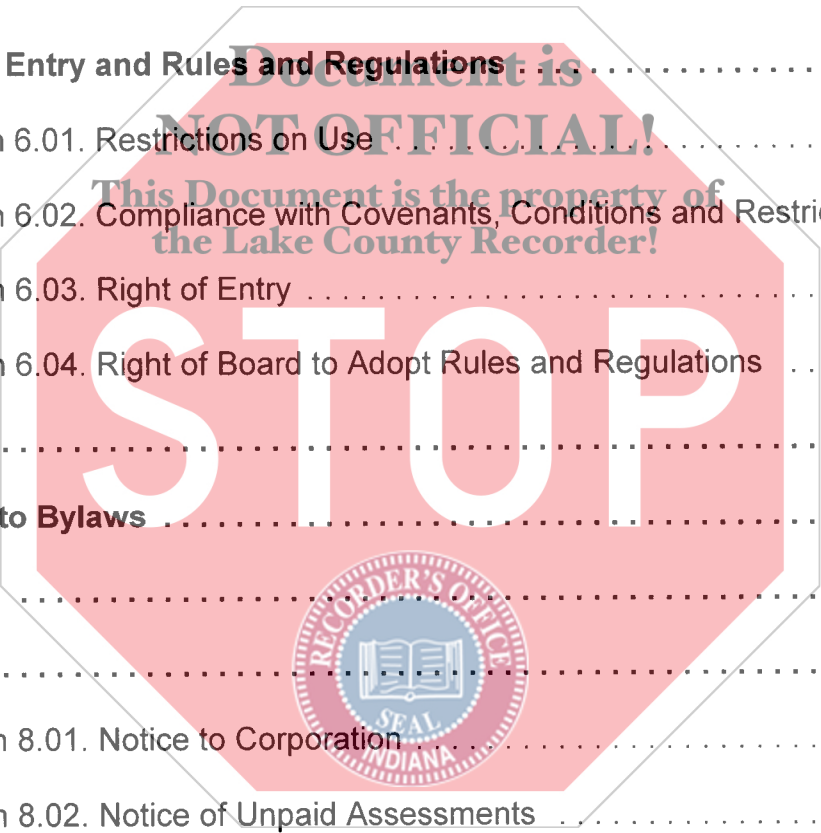 Entry and Rules and Regulations . . . . . . . . . . . . . . . . . .
Document is
n 6.01. Restrictions on Use . . . . . . . . . . . . . . . . . . . . . . . . . .
NOT OFFICIAL!
This Document is the property of
n 6.02. Compliance with Covenants, Conditions and Restri
the Lake County Recorder!
n 6.03. Right of Entry . . . . . . . . . . . . . . . . . . . . . . . . . . . . . .
n 6.04. Right of Board to Adopt Rules and Regulations . .
STOP
to Bylaws . . . . . . . . . . . . . . . . . . . . . . . . . . . . . . . . . . . . . . .
RECORDER'S OFFICE
SEAL
INDIANA
n 8.01. Notice to Corporation . . . . . . . . . . . . . . . . . . . . . . . .
n 8.02. Notice of Unpaid Assessments . . . . . . . . . . . . . . .